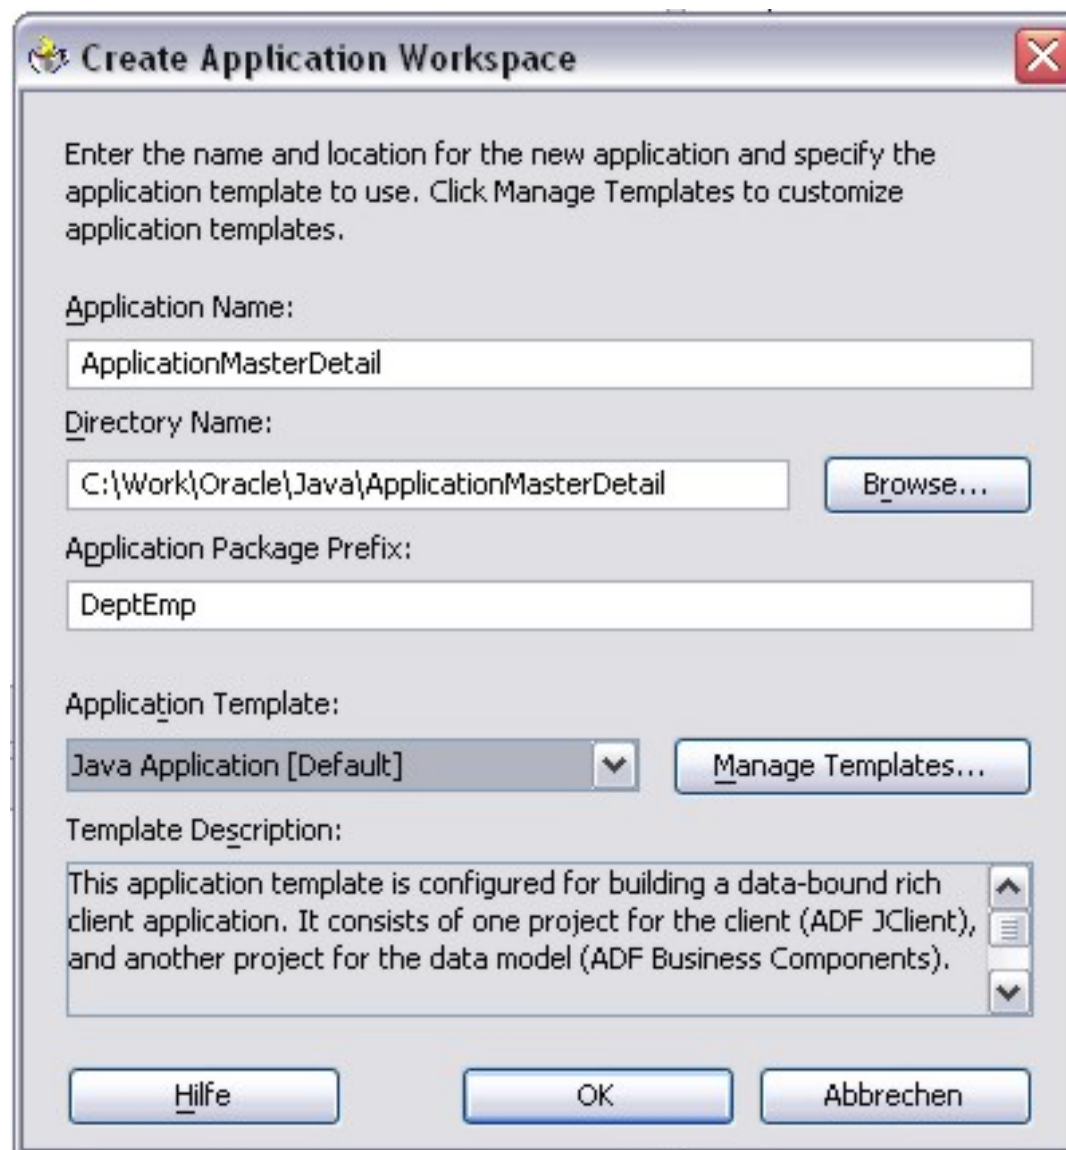 Create Application Workspace
Enter the name and location for the new application and specify the
application template to use. Click Manage Templates to customize
application templates.
Application Name:
ApplicationMasterDetail
Directory Name:
C:\Work\Oracle\Java\ApplicationMasterDetail
Browse...
Application Package Prefix:
DeptEmp
Application Template:
Java Application [Default]
Manage Templates...
Template Description:
This application template is configured for building a data-bound rich
client application. It consists of one project for the client (ADF JClient),
and another project for the data model (ADF Business Components).
Hilfe
OK
Abbrechen